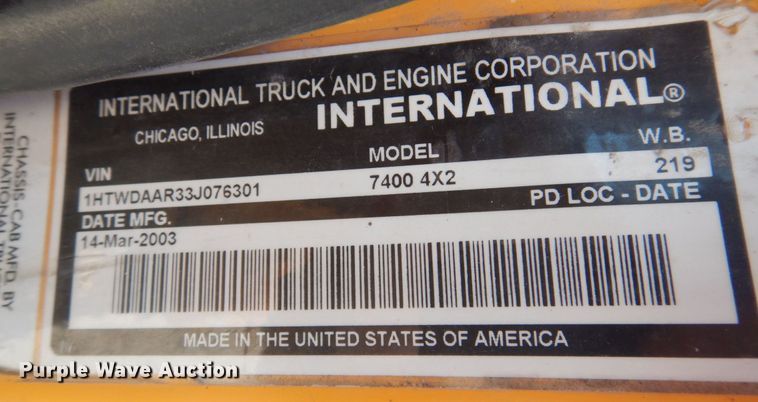 INTERNATIONAL TRUCK AND ENGINE CORPORATION
CHICAGO, ILLINOIS INTERNATIONAL®
VIN MODEL W.B.
1HTWDAAR33J076301 7400 4X2 219
DATE MFG. PD LOC - DATE
14-Mar-2003
MADE IN THE UNITED STATES OF AMERICA
CHASSIS-CAB MFD. BY
INTERNATIONAL
Purple Wave Auction